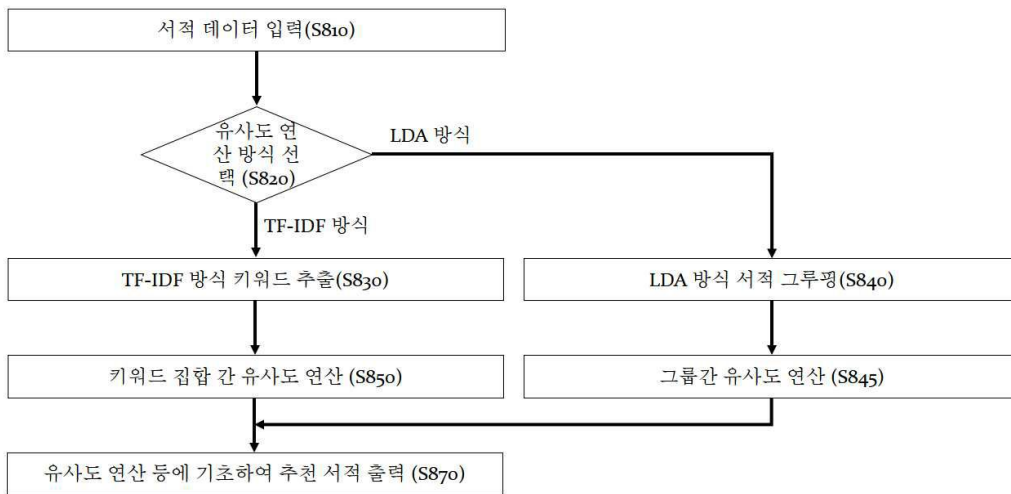 서적 데이터 입력(S810)
유사도 연
산 방식 선
택 (S820)
LDA 방식
TF-IDF 방식
TF-IDF 방식 키워드 추출(S830)
LDA 방식 서적 그루핑(S840)
키워드 집합 간 유사도 연산 (S850)
그룹간 유사도 연산 (S845)
유사도 연산 등에 기초하여 추천 서적 출력 (S870)